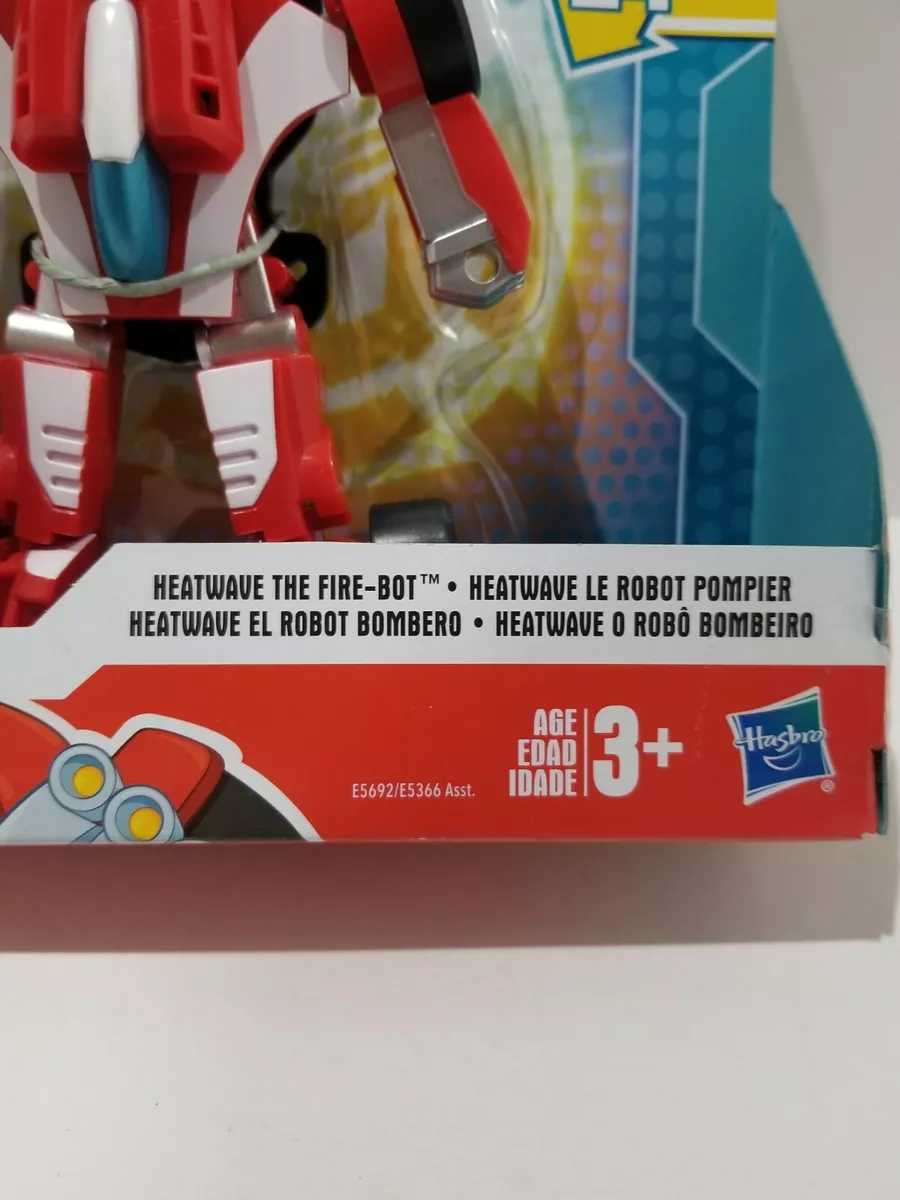 HEATWAVE THE FIRE-BOT™ • HEATWAVE LE ROBOT POMPIER
HEATWAVE EL ROBOT BOMBERO • HEATWAVE O ROBÔ BOMBEIRO
E5692/E5366 Asst.
AGE
EDAD
IDADE
3+
Hasbro
®